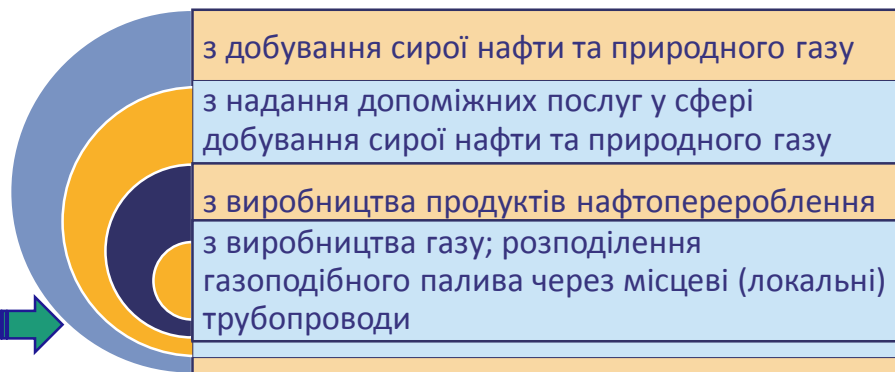 з добування сирої нафти та природного газу
з надання допоміжних послуг у сфері
добування сирої нафти та природного газу
з виробництва продуктів нафтоперероблення
з виробництва газу; розподілення
газоподібного палива через місцеві (локальні)
трубопроводи